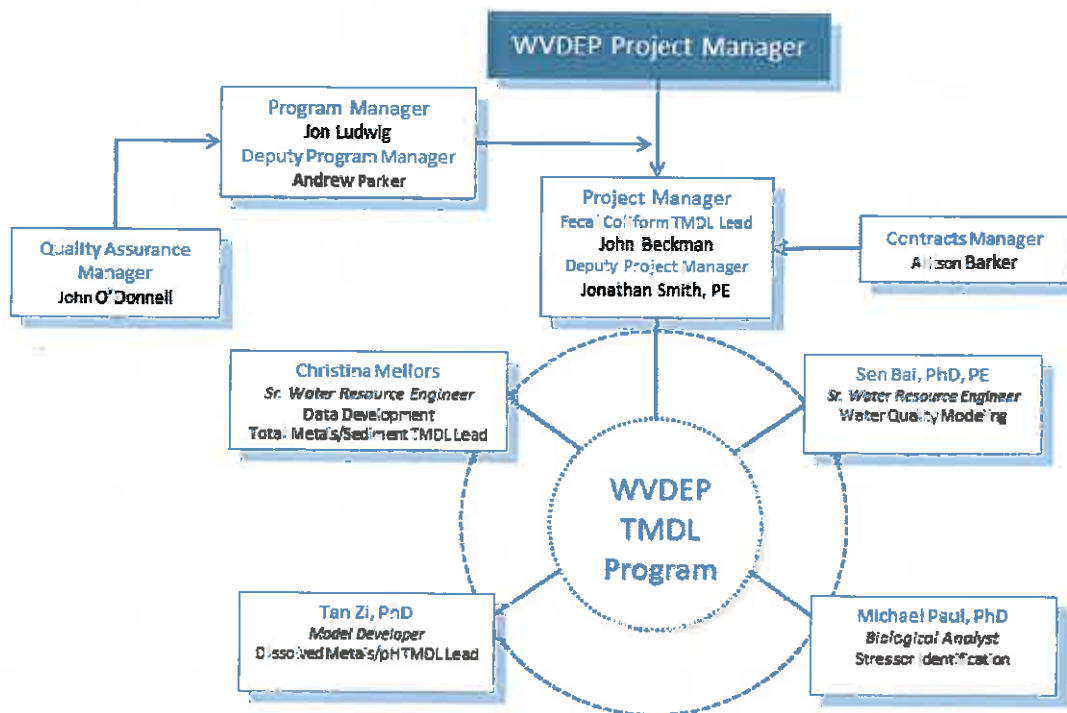 WVDEP Project Manager
Program Manager
Jon Ludwig
Deputy Program Manager
Andrew Parker
Project Manager
Fecal Coliform TMDL Lead
John Beckman
Deputy Project Manager
Jonathan Smith, PE
Quality Assurance
Manager
John O'Donnell
Contracts Manager
Allison Barker
Christina Mellors
Sr. Water Resource Engineer
Data Development
Total Metals/Sediment TMDL Lead
Sen Bai, PhD, PE
Sr. Water Resource Engineer
Water Quality Modeling
WVDEP
TMDL
Program
Tan Zi, PhD
Model Developer
Dissolved Metals/pH TMDL Lead
Michael Paul, PhD
Biological Analyst
Stressor Identification